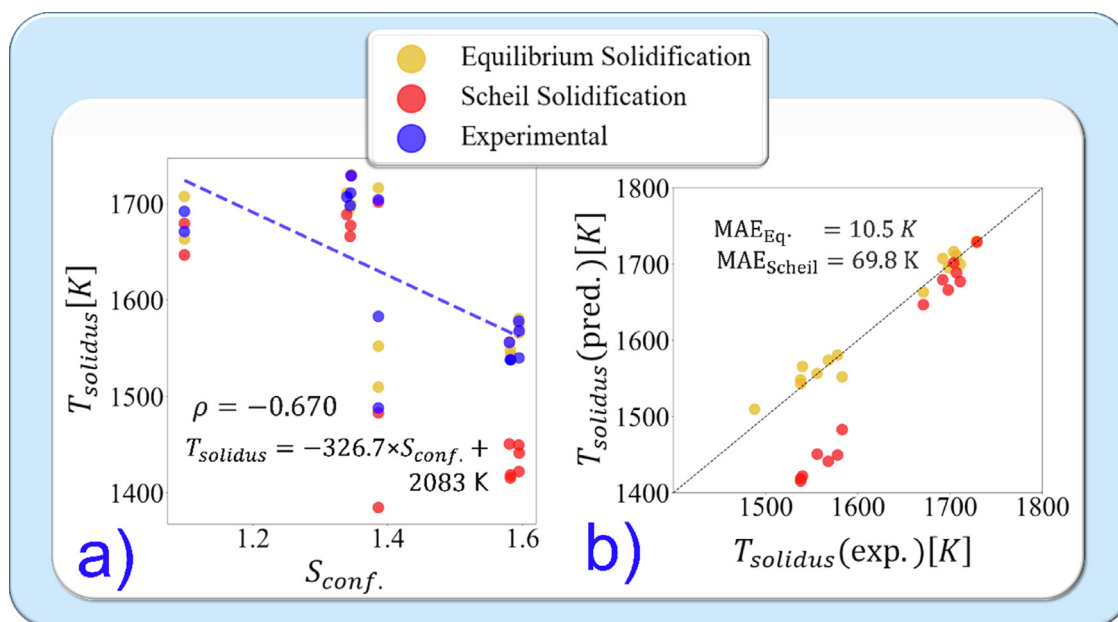 Equilibrium Solidification
Scheil Solidification
Experimental
T_solidus [K]
1700
1600
1500
1400
ρ = −0.670
T_solidus = −326.7×S_conf. +
2083 K
1.2
1.4
1.6
S_conf.
a)
T_solidus(pred.)[K]
1800
1700
1600
1500
1400
MAE_Eq. = 10.5 K
MAE_Scheil = 69.8 K
1500
1600
1700
1800
T_solidus(exp.)[K]
b)